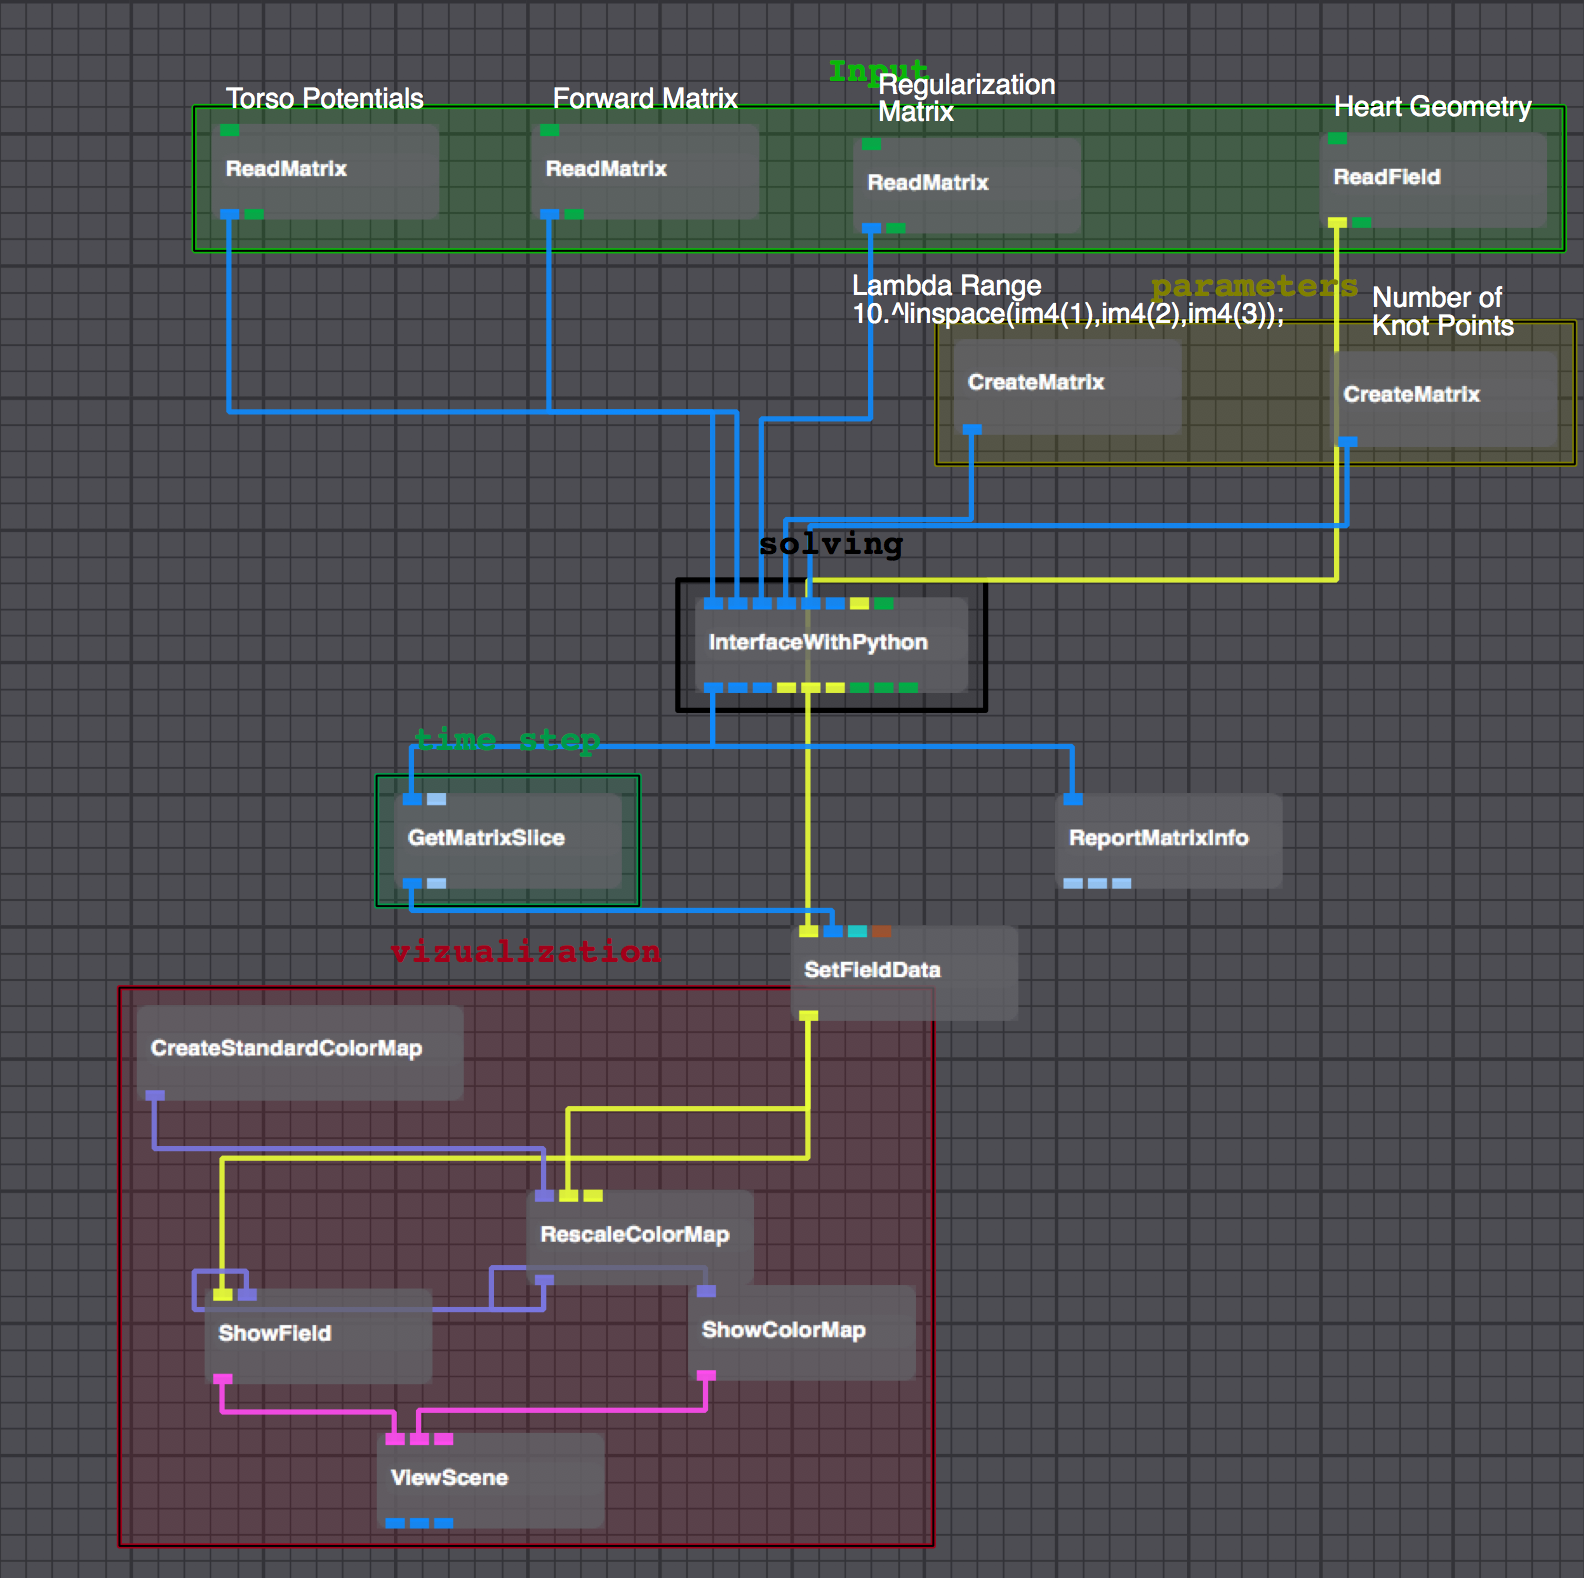 Input
Torso Potentials
Forward Matrix
Regularization
Matrix
Heart Geometry
ReadMatrix
ReadMatrix
ReadMatrix
ReadField
Lambda Range
10.^linspace(im4(1),im4(2),im4(3));
parameters
Number of
Knot Points
CreateMatrix
CreateMatrix
solving
InterfaceWithPython
time step
GetMatrixSlice
ReportMatrixInfo
vizualization
SetFieldData
CreateStandardColorMap
RescaleColorMap
ShowField
ShowColorMap
ViewScene